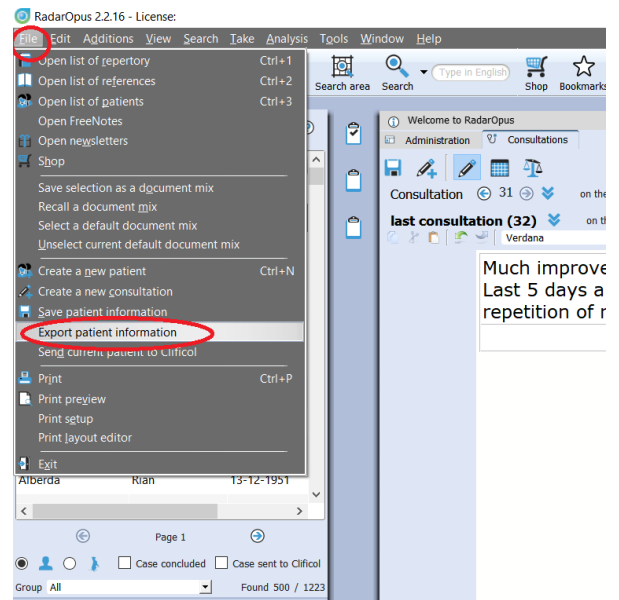 RadarOpus 2.2.16 - License:
File Edit Additions View Search Take Analysis Tools Window Help
Open list of repertory Ctrl+1
Open list of references Ctrl+2
Open list of patients Ctrl+3
Open FreeNotes
Open newsletters
Shop
Save selection as a document mix
Recall a document mix
Select a default document mix
Unselect current default document mix
Create a new patient Ctrl+N
Create a new consultation
Save patient information
Export patient information
Send current patient to Clificol
Print Ctrl+P
Print preview
Print setup
Print layout editor
Exit
Alberda Rian 13-12-1951
Page 1
Case concluded Case sent to Clificol
Group All Found 500 / 1223
Search area Search Type in English Shop Bookmarks
Welcome to RadarOpus
Administration Consultations
Consultation 31 on the
last consultation (32) on th
Verdana
Much improve
Last 5 days a
repetition of r